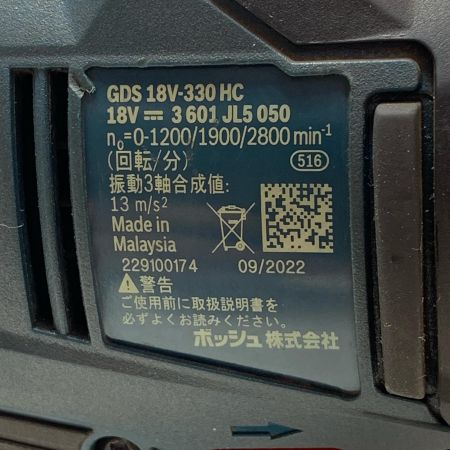 GDS 18V-330 HC
18V ⎓ 3 601 JL5 050
n₀=0-1200/1900/2800 min⁻¹
(回転/分)
516
振動3軸合成値:
13 m/s²
Made in
Malaysia
229100174 09/2022
⚠警告
ご使用前に取扱説明書を
必ずよくお読みください。
ボッシュ株式会社